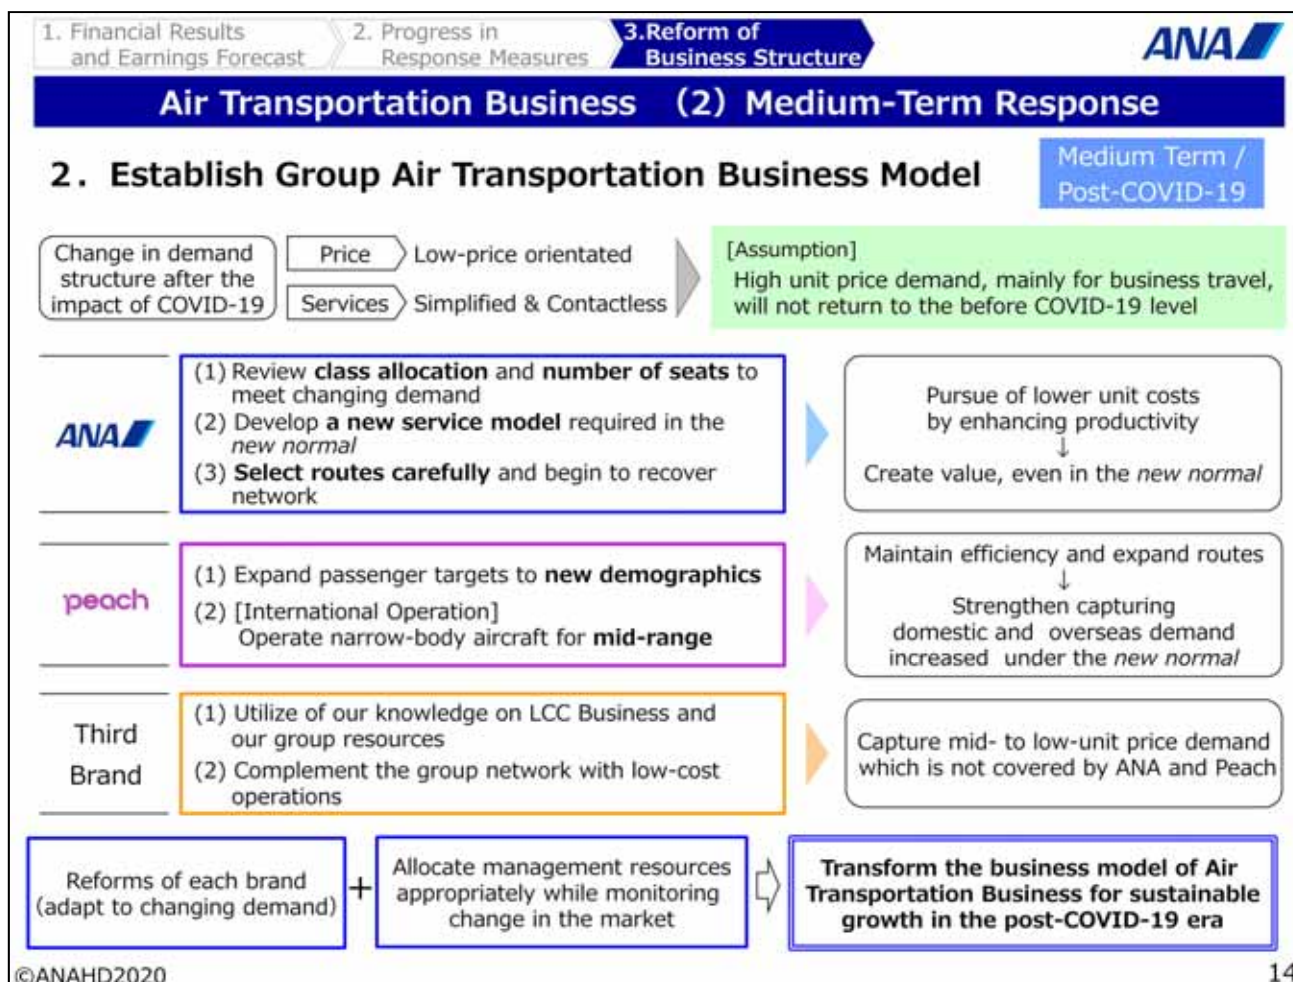 1. Financial Results
and Earnings Forecast
2. Progress in
Response Measures
3.Reform of
Business Structure
ANA
Air Transportation Business （2）Medium-Term Response
2．Establish Group Air Transportation Business Model
Medium Term /
Post-COVID-19
Change in demand
structure after the
impact of COVID-19
Price
Low-price orientated
Services
Simplified & Contactless
[Assumption]
High unit price demand, mainly for business travel,
will not return to the before COVID-19 level
ANA
(1) Review class allocation and number of seats to
meet changing demand
(2) Develop a new service model required in the
new normal
(3) Select routes carefully and begin to recover
network
Pursue of lower unit costs
by enhancing productivity
↓
Create value, even in the new normal
peach
(1) Expand passenger targets to new demographics
(2) [International Operation]
Operate narrow-body aircraft for mid-range
Maintain efficiency and expand routes
↓
Strengthen capturing
domestic and overseas demand
increased under the new normal
Third
Brand
(1) Utilize of our knowledge on LCC Business and
our group resources
(2) Complement the group network with low-cost
operations
Capture mid- to low-unit price demand
which is not covered by ANA and Peach
Reforms of each brand
(adapt to changing demand)
+
Allocate management resources
appropriately while monitoring
change in the market
Transform the business model of Air
Transportation Business for sustainable
growth in the post-COVID-19 era
©ANAHD2020
14